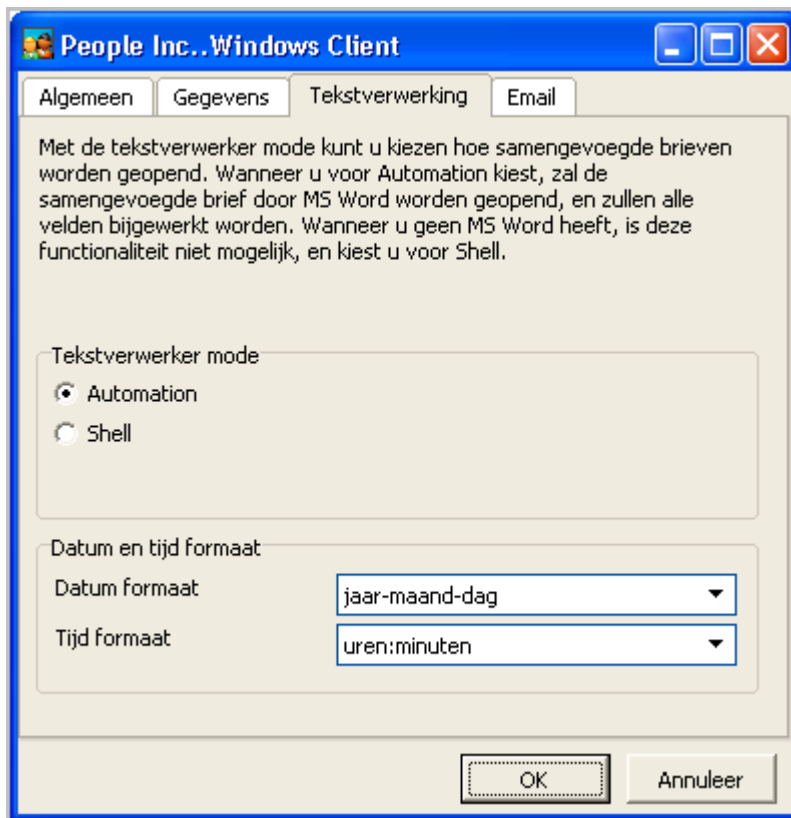 People Inc..Windows Client
Algemeen Gegevens Tekstverwerking Email
Met de tekstverwerker mode kunt u kiezen hoe samengevoegde brieven
worden geopend. Wanneer u voor Automation kiest, zal de
samengevoegde brief door MS Word worden geopend, en zullen alle
velden bijgewerkt worden. Wanneer u geen MS Word heeft, is deze
functionaliteit niet mogelijk, en kiest u voor Shell.
Tekstverwerker mode
Automation
Shell
Datum en tijd formaat
Datum formaat jaar-maand-dag
Tijd formaat uren:minuten
OK Annuleer